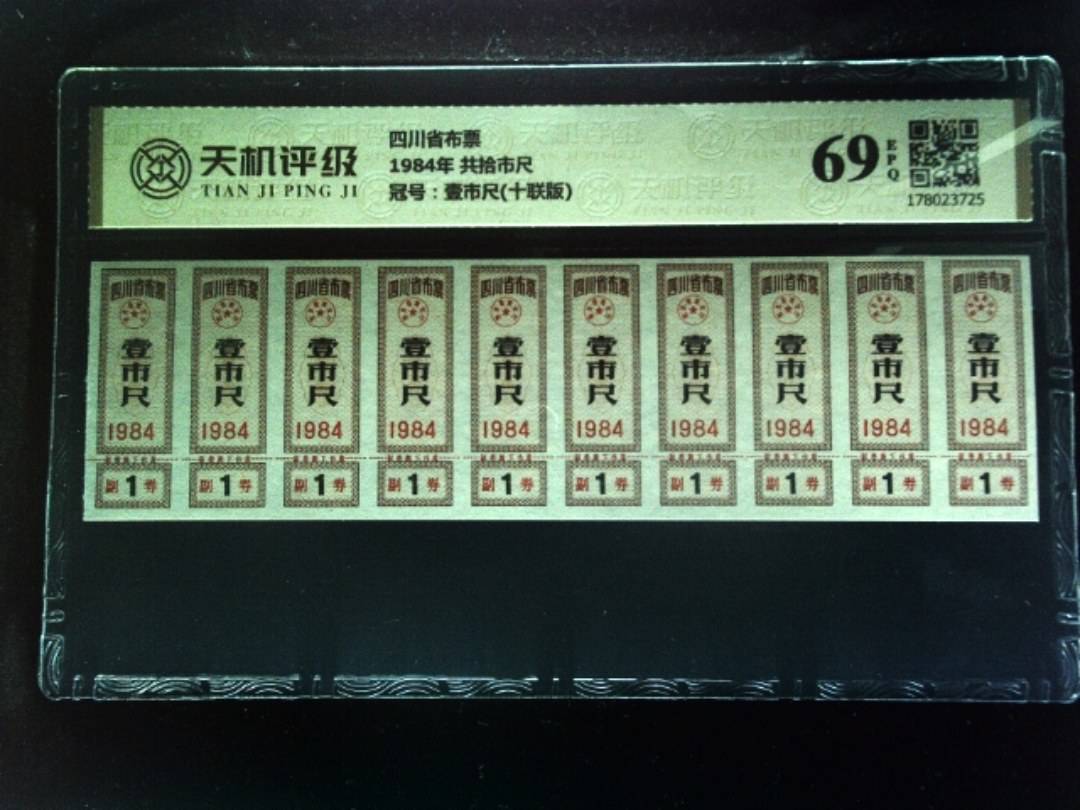 天机评级
TIAN JI PING JI
四川省布票
1984年 共拾市尺
冠号：壹市尺(十联版)
69
EPQ
178023725
四川省布票 四川省布票 四川省布票 四川省布票 四川省布票 四川省布票 四川省布票 四川省布票 四川省布票 四川省布票
壹市尺 壹市尺 壹市尺 壹市尺 壹市尺 壹市尺 壹市尺 壹市尺 壹市尺 壹市尺
1984 1984 1984 1984 1984 1984 1984 1984 1984 1984
副1券 副1券 副1券 副1券 副1券 副1券 副1券 副1券 副1券 副1券